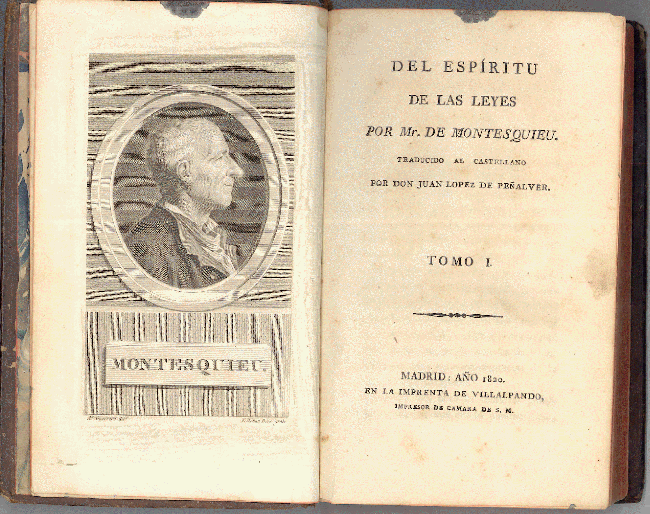 MONTESQUIEU.
DEL ESPÍRITU
DE LAS LEYES
POR Mr. DE MONTESQUIEU.
TRADUCIDO AL CASTELLANO
POR DON JUAN LOPEZ DE PEÑALVER.
TOMO I.
MADRID: AÑO 1820.
EN LA IMPRENTA DE VILLALPANDO,
IMPRESOR DE CAMARA DE S. M.